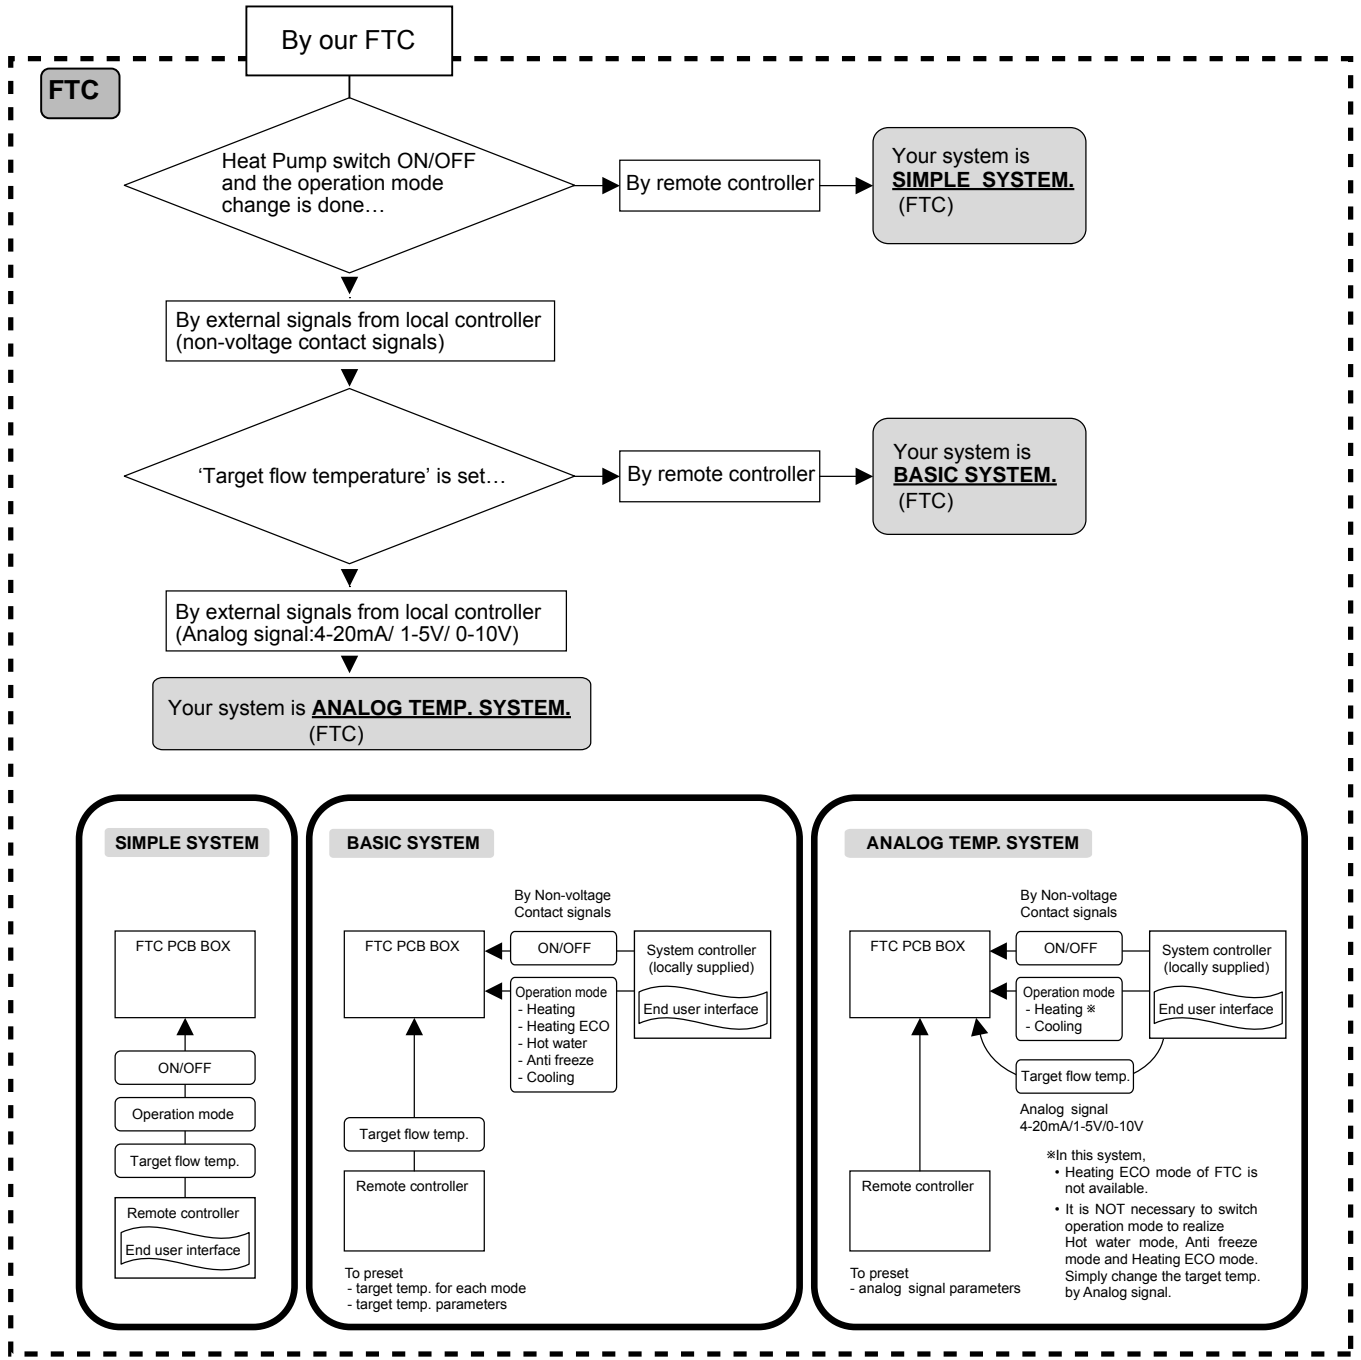 By our FTC
FTC
Heat Pump switch ON/OFF
and the operation mode
change is done…
By remote controller
Your system is
SIMPLE SYSTEM.
(FTC)
By external signals from local controller
(non-voltage contact signals)
‘Target flow temperature’ is set…
By remote controller
Your system is
BASIC SYSTEM.
(FTC)
By external signals from local controller
(Analog signal:4-20mA/ 1-5V/ 0-10V)
Your system is ANALOG TEMP. SYSTEM.
(FTC)
SIMPLE SYSTEM
FTC PCB BOX
ON/OFF
Operation mode
Target flow temp.
Remote controller
End user interface
BASIC SYSTEM
By Non-voltage
Contact signals
FTC PCB BOX
ON/OFF
System controller
(locally supplied)
End user interface
Operation mode
- Heating
- Heating ECO
- Hot water
- Anti freeze
- Cooling
Target flow temp.
Remote controller
To preset
- target temp. for each mode
- target temp. parameters
ANALOG TEMP. SYSTEM
By Non-voltage
Contact signals
FTC PCB BOX
ON/OFF
System controller
(locally supplied)
End user interface
Operation mode
- Heating ※
- Cooling
Target flow temp.
Analog signal
4-20mA/1-5V/0-10V
Remote controller
To preset
- analog signal parameters
※In this system,
• Heating ECO mode of FTC is
not available.
• It is NOT necessary to switch
operation mode to realize
Hot water mode, Anti freeze
mode and Heating ECO mode.
Simply change the target temp.
by Analog signal.